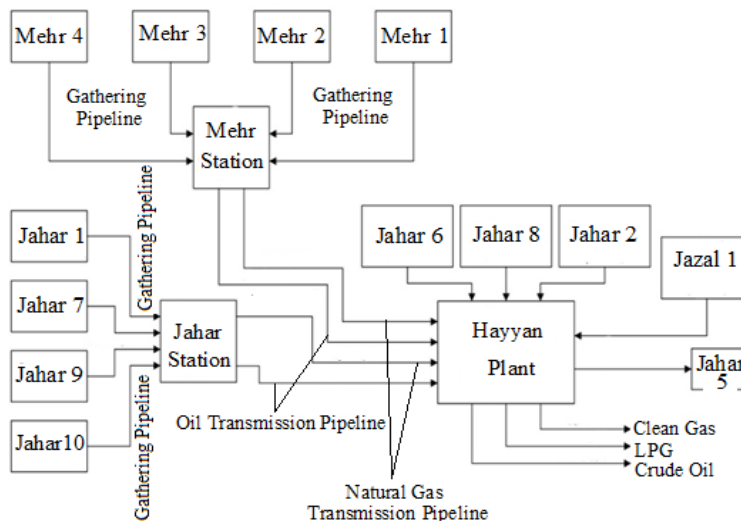 Mehr 4
Mehr 3
Mehr 2
Mehr 1
Gathering
Pipeline
Gathering
Pipeline
Mehr
Station
Gathering Pipeline
Jahar 1
Jahar 7
Jahar 9
Jahar10
Jahar
Station
Gathering Pipeline
Jahar 6
Jahar 8
Jahar 2
Jazal 1
Hayyan
Plant
Jahar
5
Oil Transmission Pipeline
Natural Gas
Transmission Pipeline
Clean Gas
LPG
Crude Oil